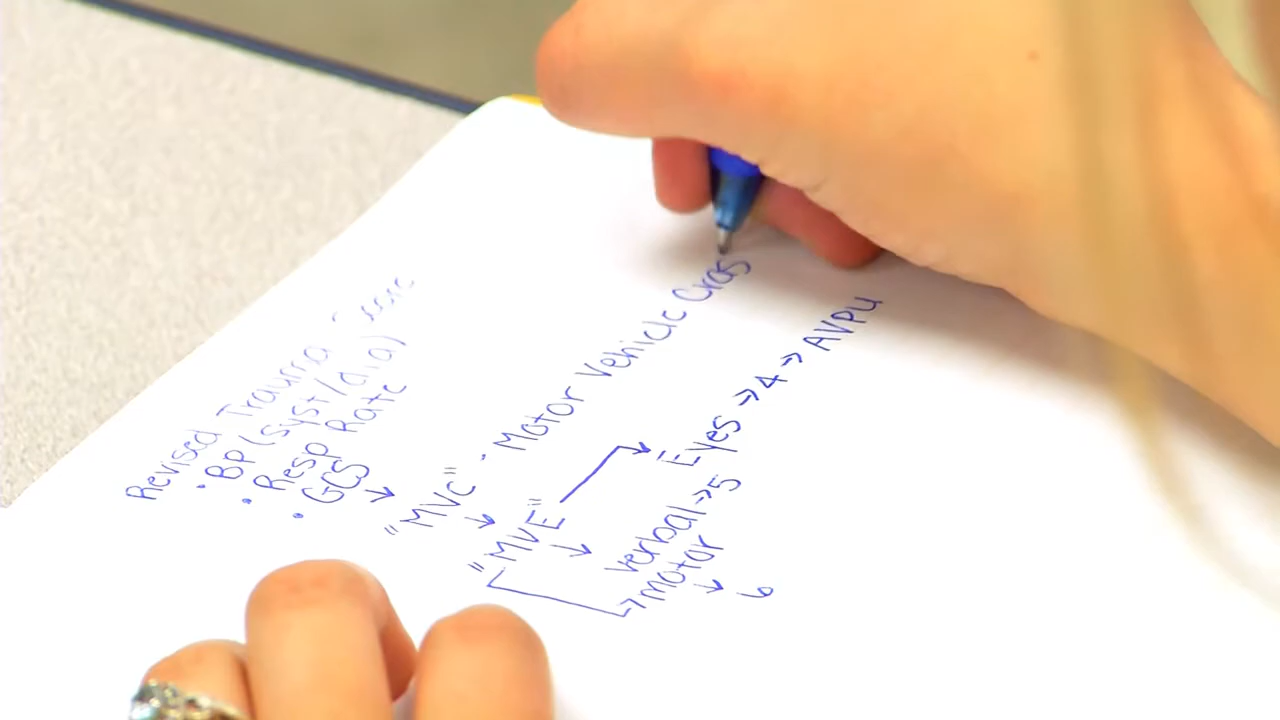 Revised Trauma Score
• BP (syst/dia)
• Resp Rate
• GCS
→ "MVC" - Motor Vehicle Cras
→ "MVE" → Eyes → 4 → AVPU
→ verbal → 5
→ motor → 6